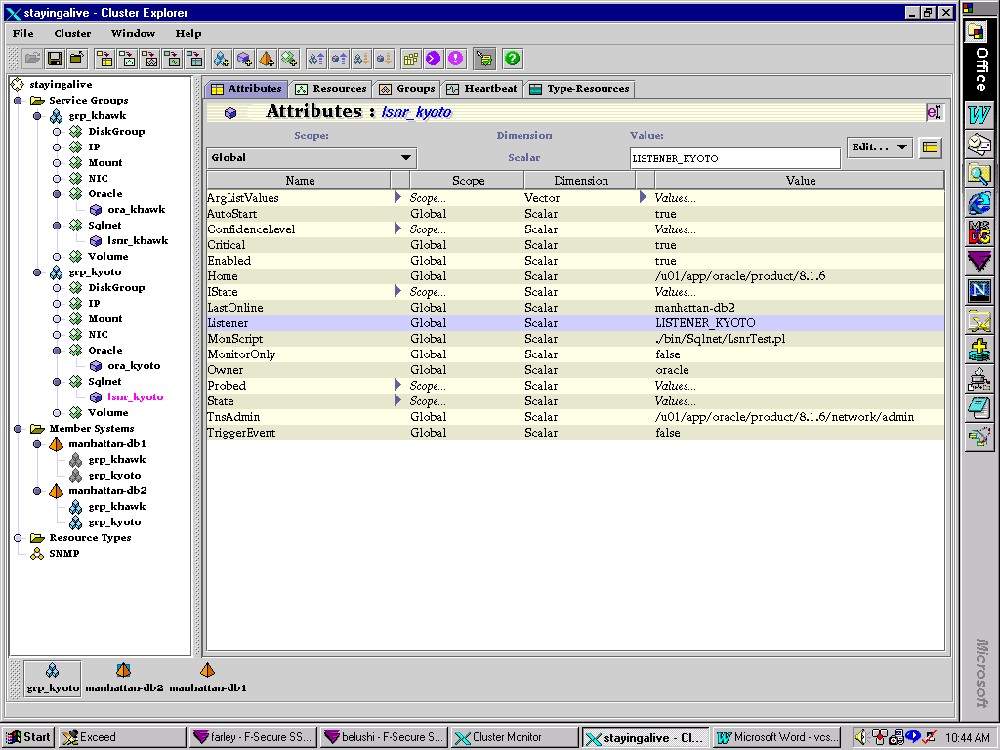 stayingalive - Cluster Explorer
File Cluster Window Help
stayingalive
Service Groups
grp_khawk
DiskGroup
IP
Mount
NIC
Oracle
ora_khawk
Sqlnet
lsnr_khawk
Volume
grp_kyoto
DiskGroup
IP
Mount
NIC
Oracle
ora_kyoto
Sqlnet
lsnr_kyoto
Volume
Member Systems
manhattan-db1
grp_khawk
grp_kyoto
manhattan-db2
grp_khawk
grp_kyoto
Resource Types
SNMP
Attributes Resources Groups Heartbeat Type-Resources
Attributes : lsnr_kyoto
Scope: Dimension Value:
Global Scalar LISTENER_KYOTO Edit...
Name Scope Dimension Value
ArgListValues Scope... Vector Values...
AutoStart Global Scalar true
ConfidenceLevel Scope... Scalar Values...
Critical Global Scalar true
Enabled Global Scalar true
Home Global Scalar /u01/app/oracle/product/8.1.6
IState Scope... Scalar Values...
LastOnline Global Scalar manhattan-db2
Listener Global Scalar LISTENER_KYOTO
MonScript Global Scalar ./bin/Sqlnet/LsnrTest.pl
MonitorOnly Global Scalar false
Owner Global Scalar oracle
Probed Scope... Scalar Values...
State Scope... Scalar Values...
TnsAdmin Global Scalar /u01/app/oracle/product/8.1.6/network/admin
TriggerEvent Global Scalar false
grp_kyoto manhattan-db2 manhattan-db1
Office
Microsoft
Start Exceed farley - F-Secure SS... belushi - F-Secure S... Cluster Monitor stayingalive - Cl... Microsoft Word - vcs... 10:44 AM